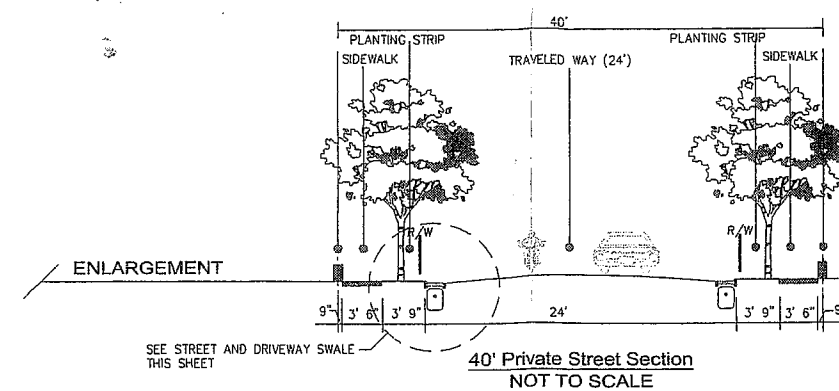 40'
PLANTING STRIP
PLANTING STRIP
SIDEWALK
TRAVELED WAY (24')
SIDEWALK
R/W
R/W
ENLARGEMENT
9" 3' 6" 3' 9" 24' 3' 9" 3' 6" 9
SEE STREET AND DRIVEWAY SWALE
THIS SHEET
40' Private Street Section
NOT TO SCALE